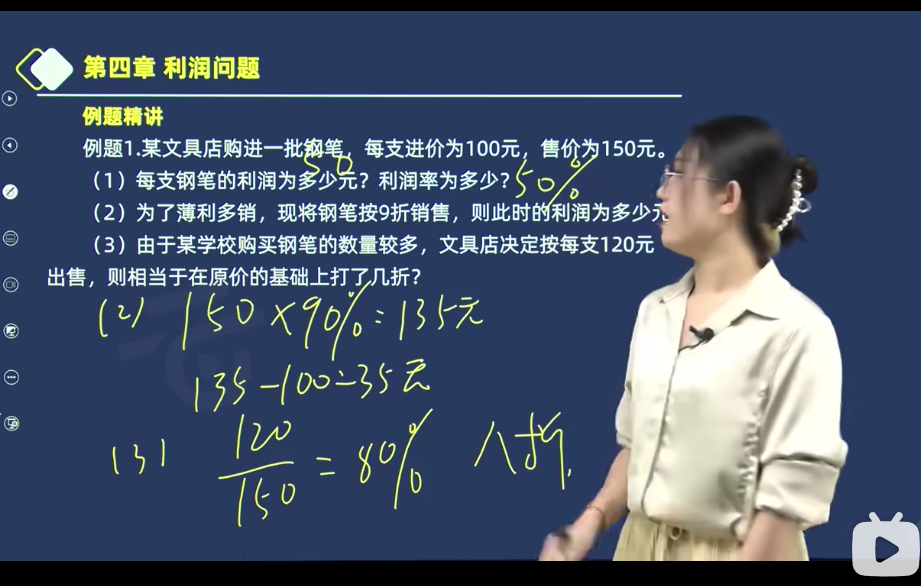 第四章 利润问题
例题精讲
例题1.某文具店购进一批钢笔，每支进价为100元，售价为150元。
50
（1）每支钢笔的利润为多少元？利润率为多少？
50%
（2）为了薄利多销，现将钢笔按9折销售，则此时的利润为多少元
（3）由于某学校购买钢笔的数量较多，文具店决定按每支120元
出售，则相当于在原价的基础上打了几折？
(2) 150×90%=135元
135-100=35元
(3) 120/150=80% 八折.